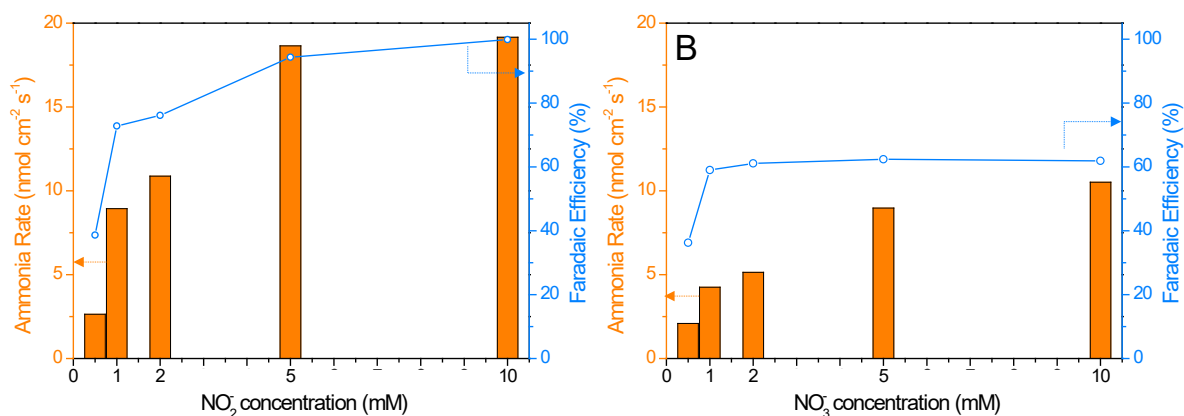 20
15
10
5
0
Ammonia Rate (nmol cm⁻² s⁻¹)
100
80
60
40
20
0
Faradaic Efficiency (%)
0 1 2 5 10
NO₂⁻ concentration (mM)
B
20
15
10
5
0
Ammonia Rate (nmol cm⁻² s⁻¹)
100
80
60
40
20
0
Faradaic Efficiency (%)
0 1 2 5 10
NO₃⁻ concentration (mM)